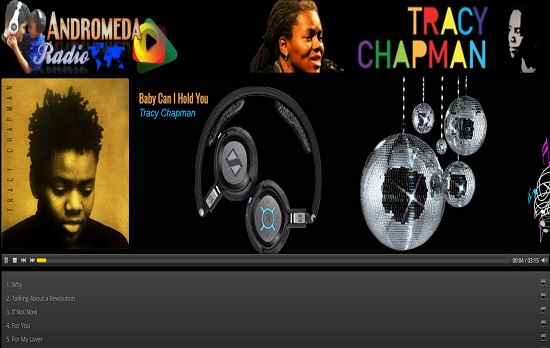 ANDROMEDA
Radio
TRACY
CHAPMAN
TRACY CHAPMAN
Baby Can I Hold You
Tracy Chapman
00:04 / 03:15
1. Why
2. Talking About a Revolution
3. If Not Now
4. For You
5. For My Lover